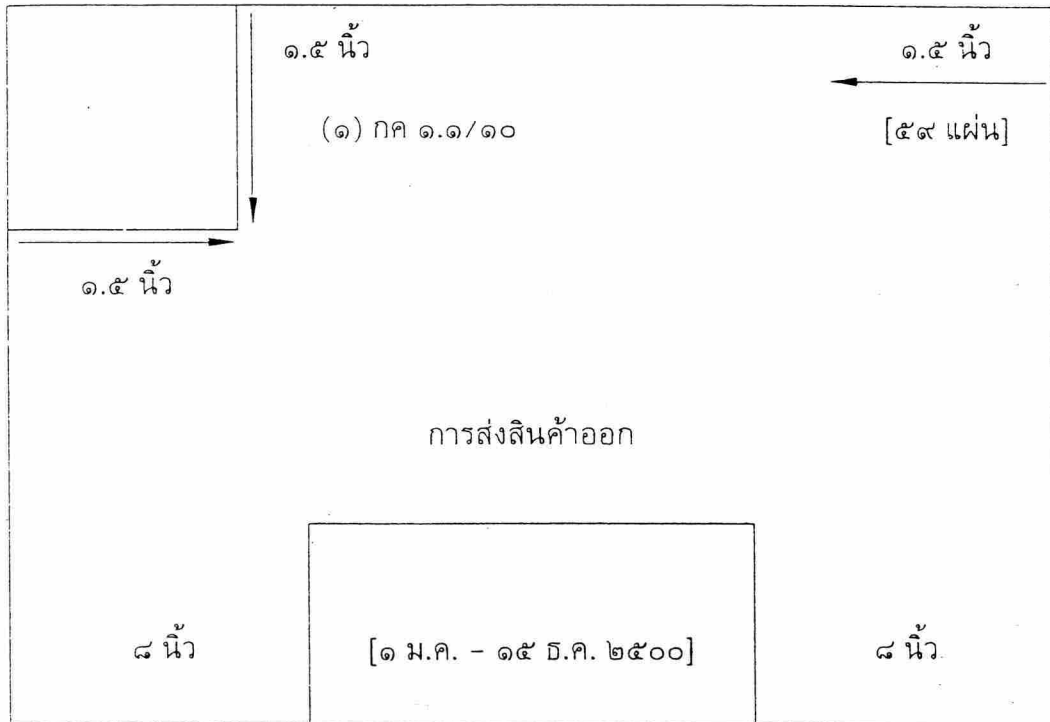 ๑.๕ นิ้ว
๑.๕ นิ้ว
(๑) กค ๑.๑/๑๐
[๕๙ แผ่น]
๑.๕ นิ้ว
การส่งสินค้าออก
๘ นิ้ว
[๑ ม.ค. - ๑๕ ธ.ค. ๒๕๐๐]
๘ นิ้ว